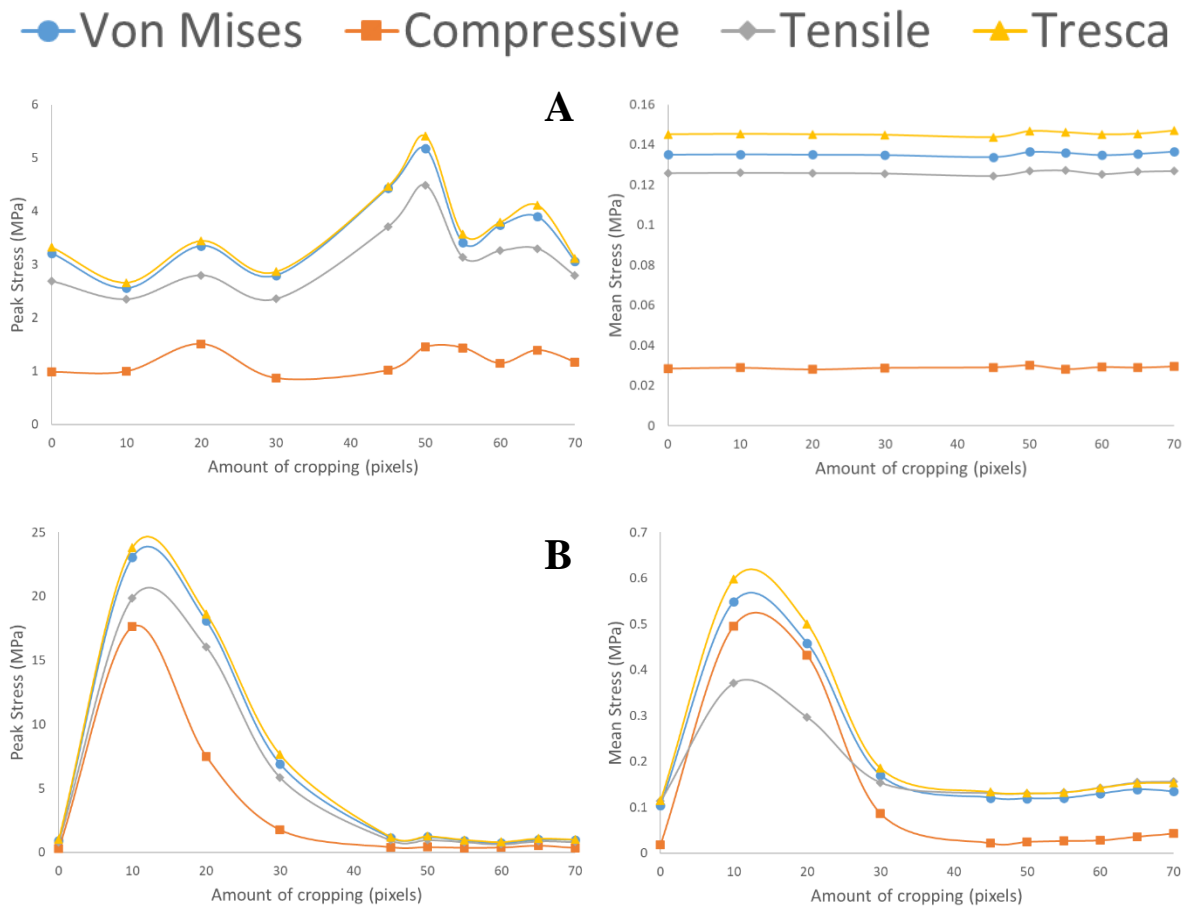 Von Mises Compressive Tensile Tresca
A
6
5
4
3
2
1
0
Peak Stress (MPa)
0 10 20 30 40 50 60 70
Amount of cropping (pixels)
0.16
0.14
0.12
0.1
0.08
0.06
0.04
0.02
0
Mean Stress (MPa)
0 10 20 30 40 50 60 70
Amount of cropping (pixels)
B
25
20
15
10
5
0
Peak Stress (MPa)
0 10 20 30 40 50 60 70
Amount of cropping (pixels)
0.7
0.6
0.5
0.4
0.3
0.2
0.1
0
Mean Stress (MPa)
0 10 20 30 40 50 60 70
Amount of cropping (pixels)